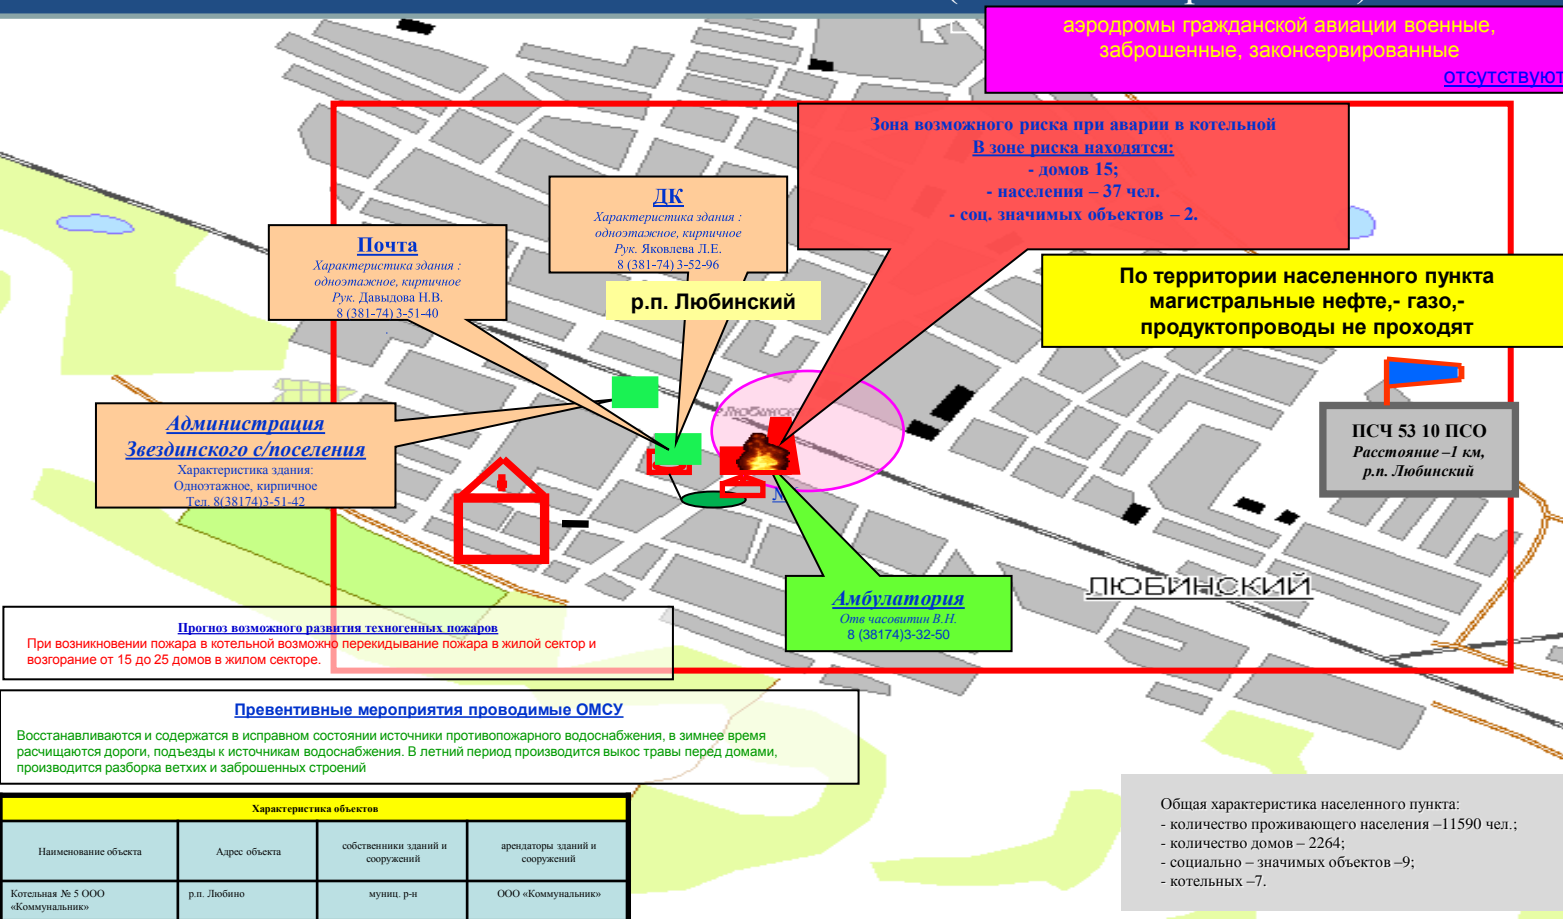 аэродромы гражданской авиации военные,
заброшенные, законсервированные
отсутствуют
Зона возможного риска при аварии в котельной
В зоне риска находятся:
- домов 15;
- населения – 37 чел.
- соц. значимых объектов – 2.
ДК
Характеристика здания :
одноэтажное, кирпичное
Рук. Яковлева Л.Е.
8 (381-74) 3-52-96
Почта
Характеристика здания :
одноэтажное, кирпичное
Рук. Давыдова Н.В.
8 (381-74) 3-51-40
.
р.п. Любинский
По территории населенного пункта
магистральные нефте,- газо,-
продуктопроводы не проходят
Администрация
Звездинского с/поселения
Характеристика здания:
Одноэтажное, кирпичное
Тел. 8(38174)3-51-42
ПСЧ 53 10 ПСО
Расстояние –1 км,
р.п. Любинский
ЛЮБИНСКИЙ
Амбулатория
Отв часовитин В.Н.
8 (38174)3-32-50
Прогноз возможного развития техногенных пожаров
При возникновении пожара в котельной возможно перекидывание пожара в жилой сектор и
возгорание от 15 до 25 домов в жилом секторе.
Превентивные мероприятия проводимые ОМСУ
Восстанавливаются и содержатся в исправном состоянии источники противопожарного водоснабжения, в зимнее время
расчищаются дороги, подъезды к источникам водоснабжения. В летний период производится выкос травы перед домами,
производится разборка ветхих и заброшенных строений
Характеристика объектов
Наименование объекта
Адрес объекта
собственники зданий и
сооружений
арендаторы зданий и
сооружений
Котельная № 5 ООО
«Коммунальник»
р.п. Любино
муниц. р-н
ООО «Коммунальник»
Общая характеристика населенного пункта:
- количество проживающего населения –11590 чел.;
- количество домов – 2264;
- социально – значимых объектов –9;
- котельных –7.